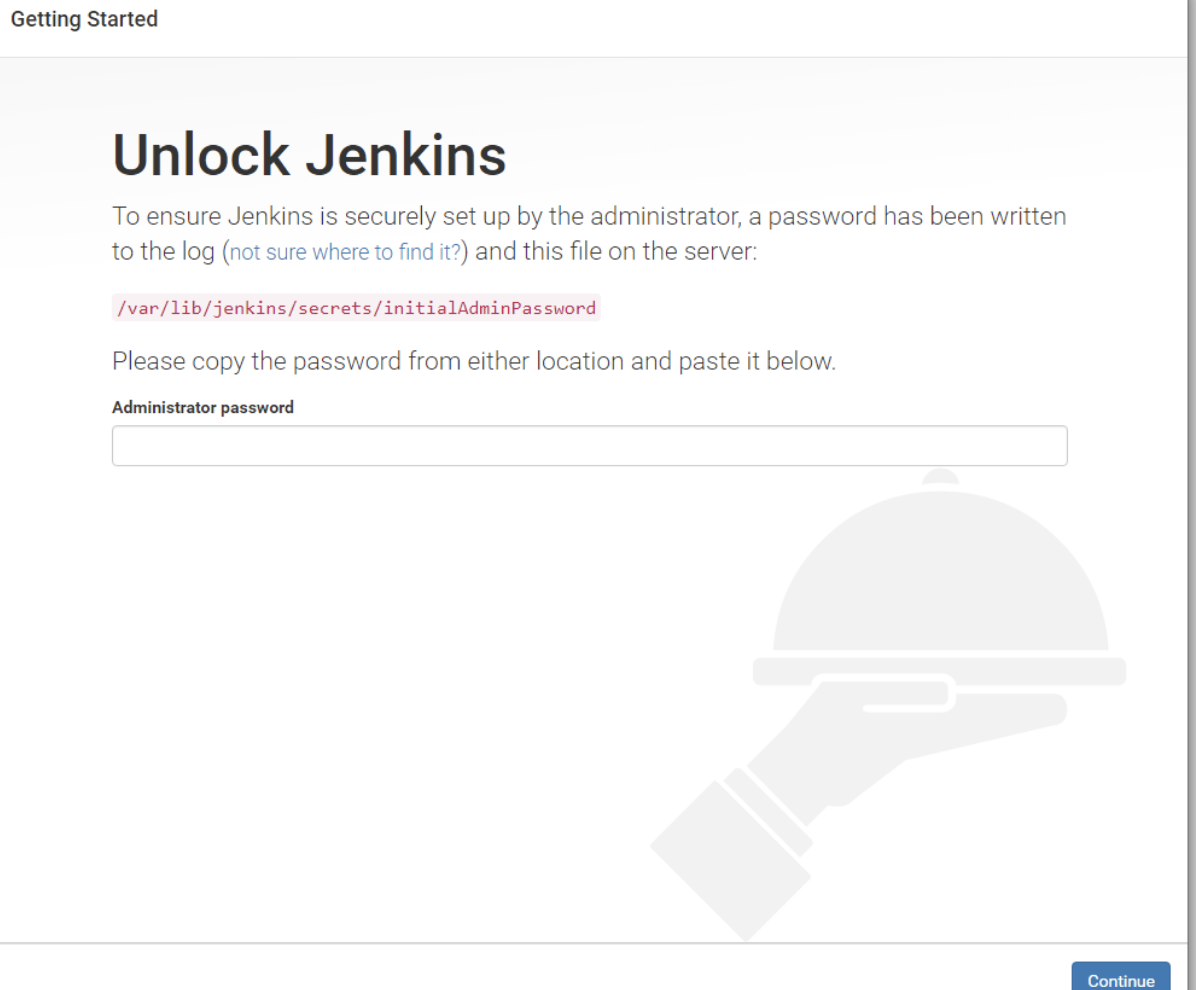 Getting Started
Unlock Jenkins
To ensure Jenkins is securely set up by the administrator, a password has been written
to the log (not sure where to find it?) and this file on the server:
/var/lib/jenkins/secrets/initialAdminPassword
Please copy the password from either location and paste it below.
Administrator password
Continue